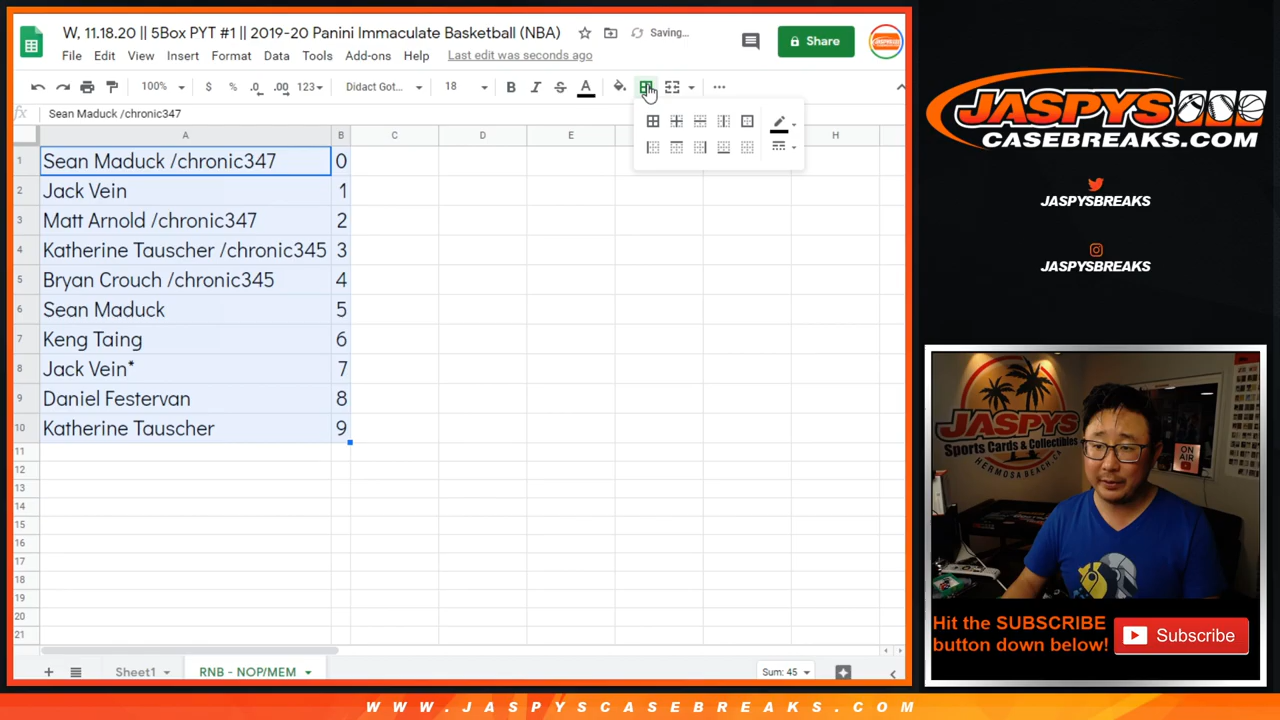 W, 11.18.20 || 5Box PYT #1 || 2019-20 Panini Immaculate Basketball (NBA)
Saving...
Share
File Edit View Insert Format Data Tools Add-ons Help Last edit was seconds ago
100% $ % .0 .00 123 Didact Got... 18 B I S A
fx Sean Maduck /chronic347
A B C D E H
1 Sean Maduck /chronic347 0
2 Jack Vein 1
3 Matt Arnold /chronic347 2
4 Katherine Tauscher /chronic345 3
5 Bryan Crouch /chronic345 4
6 Sean Maduck 5
7 Keng Taing 6
8 Jack Vein* 7
9 Daniel Festervan 8
10 Katherine Tauscher 9
11
12
13
14
15
16
17
18
19
20
21
Sheet1 RNB - NOP/MEM Sum: 45
JASPYS
CASEBREAKS.COM
JASPYSBREAKS
JASPYSBREAKS
JASPYS
Sports Cards & Collectibles
HERMOSA BEACH, CA
ON AIR
Hit the SUBSCRIBE
button down below!
Subscribe
WWW.JASPYSCASEBREAKS.COM